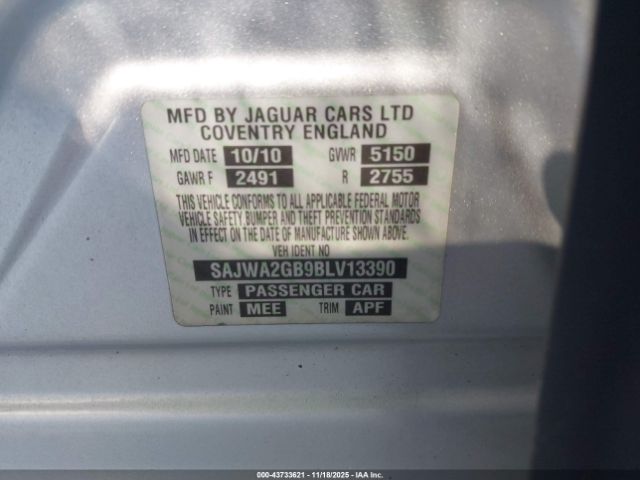 MFD BY JAGUAR CARS LTD
COVENTRY ENGLAND
MFD DATE 10/10 GVWR 5150
GAWR F 2491 R 2755
THIS VEHICLE CONFORMS TO ALL APPLICABLE FEDERAL MOTOR
VEHICLE SAFETY,BUMPER AND THEFT PREVENTION STANDARDS
IN EFFECT ON THE DATE OF MANUFACTURE SHOWN ABOVE.
VEH IDENT NO
SAJWA2GB9BLV13390
TYPE PASSENGER CAR
PAINT MEE TRIM APF
000-43733621 - 11/18/2025 - IAA Inc.